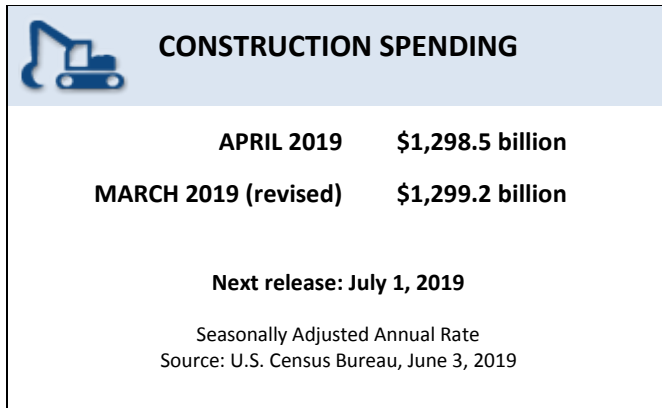 CONSTRUCTION SPENDING
APRIL 2019 $1,298.5 billion
MARCH 2019 (revised) $1,299.2 billion
Next release: July 1, 2019
Seasonally Adjusted Annual Rate
Source: U.S. Census Bureau, June 3, 2019